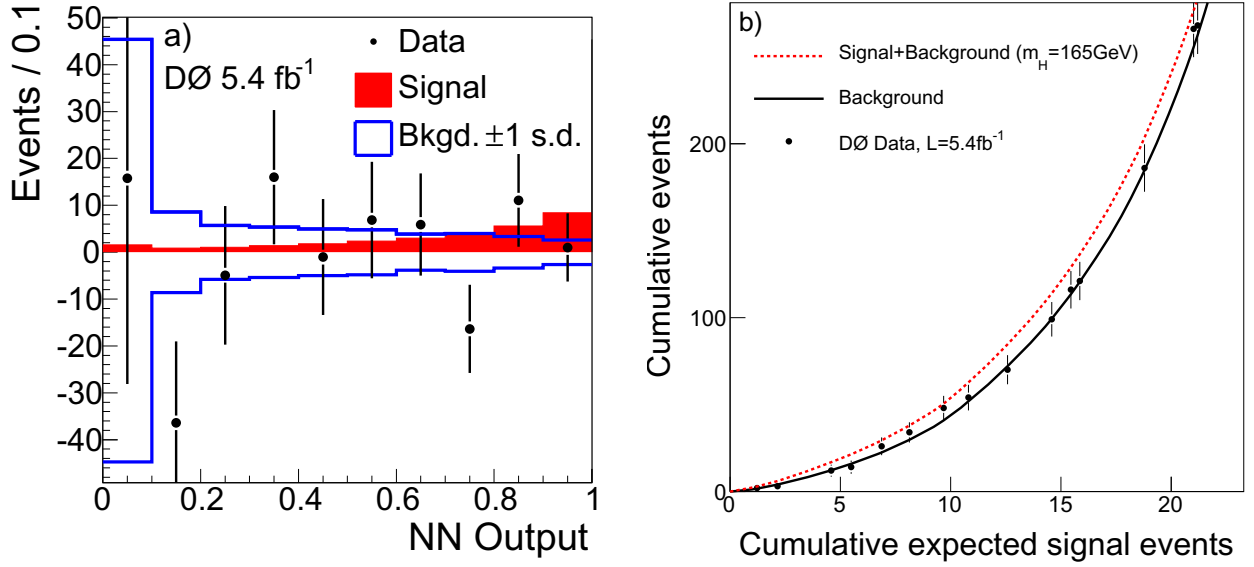 a)
DØ 5.4 fb⁻¹
Data
Signal
Bkgd. ±1 s.d.
Events / 0.1
50
40
30
20
10
0
-10
-20
-30
-40
0 0.2 0.4 0.6 0.8 1
NN Output
b)
Signal+Background (m_H=165GeV)
Background
DØ Data, L=5.4fb⁻¹
Cumulative events
200
100
0
0 5 10 15 20
Cumulative expected signal events